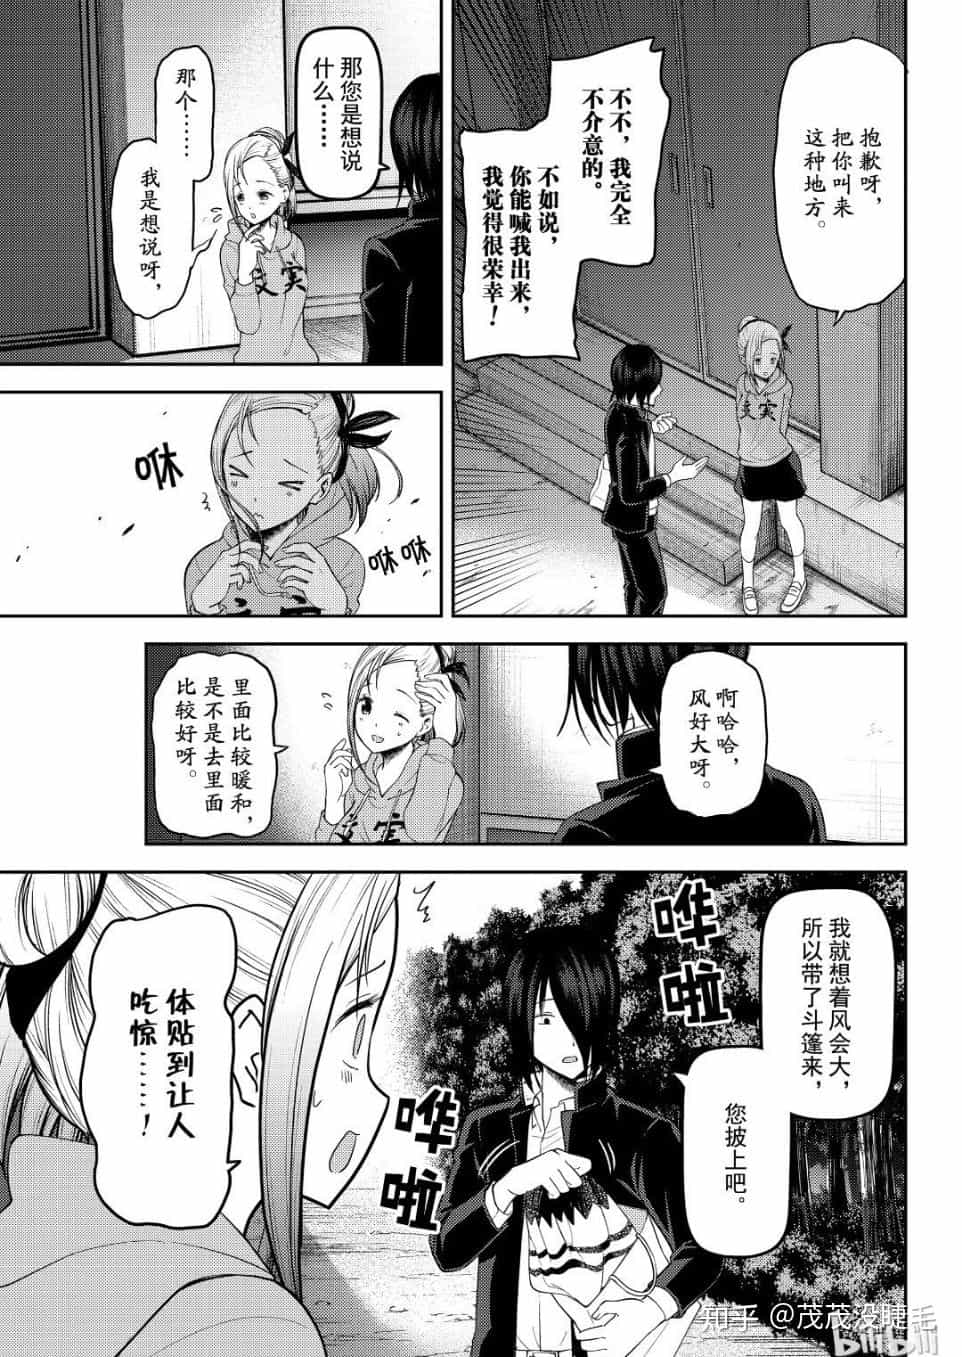 抱歉呀，
把你叫来
这种地方。
不不，我完全
不介意的。
不如说，
你能喊我出来，
我觉得很荣幸！
那您是想说
什么……
那个……
我是想说呀，
实
实
咻
咻咻
啊哈哈，
风好大呀。
里面比较暖和，
是不是去里面
比较好呀。
实
我就想着风会大，
所以带了斗篷来，
您披上吧。
哗啦
哗啦
体贴到让人
吃惊……！
知乎 @茂茂没睫毛
bilibili